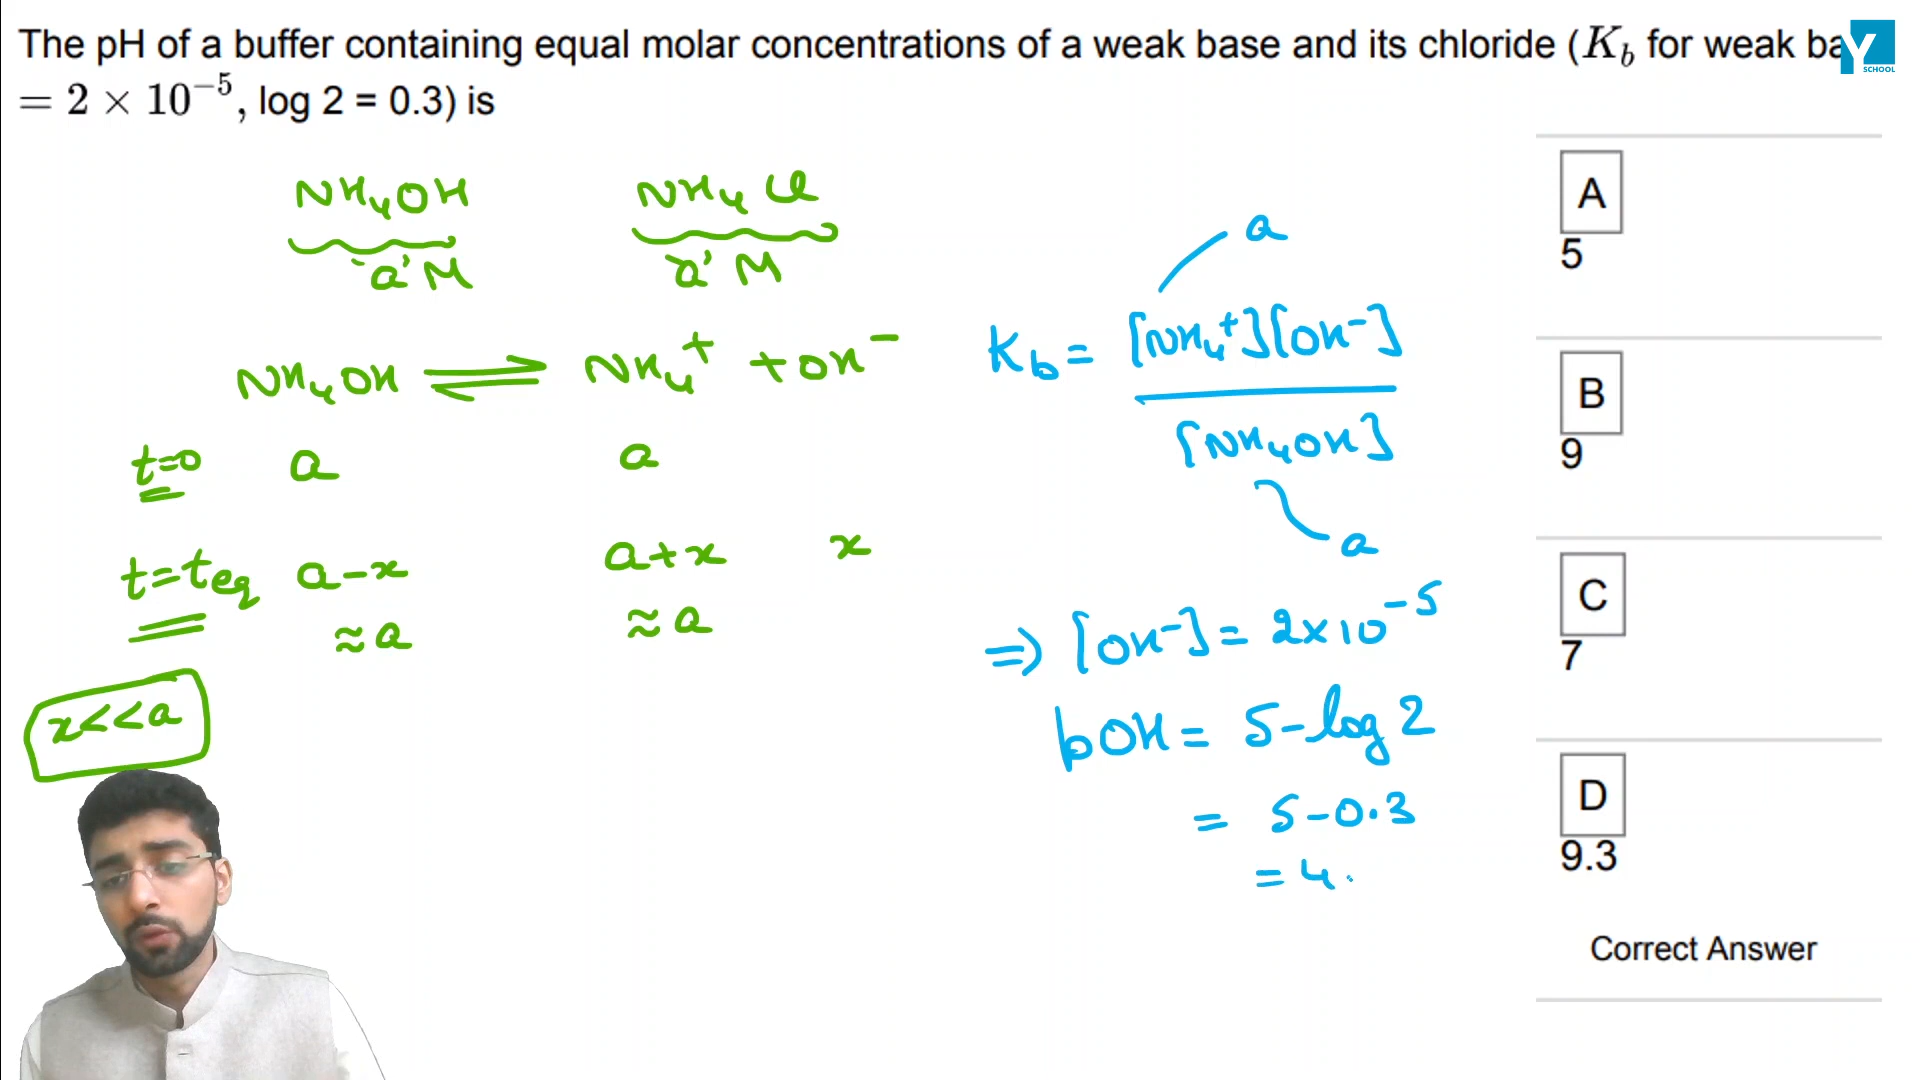 The pH of a buffer containing equal molar concentrations of a weak base and its chloride (K_b for weak ba
= 2 × 10⁻⁵, log 2 = 0.3) is
Y SCHOOL
NH₄OH NH₄Cl
'a' M 'a' M
NH₄OH ⇌ NH₄⁺ + OH⁻
t=0 a a
t=teq a-x a+x x
≈a ≈a
x<<a
a
Kb = [NH₄⁺][OH⁻]
[NH₄OH]
a
⇒ [OH⁻] = 2×10⁻⁵
pOH = 5-log 2
= 5-0.3
= 4.
A
5
B
9
C
7
D
9.3
Correct Answer